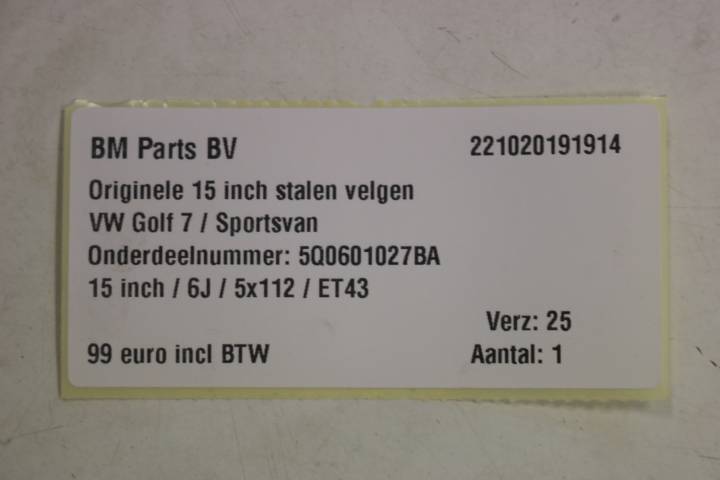 BM Parts BV 221020191914
Originele 15 inch stalen velgen
VW Golf 7 / Sportsvan
Onderdeelnummer: 5Q0601027BA
15 inch / 6J / 5x112 / ET43
Verz: 25
99 euro incl BTW Aantal: 1